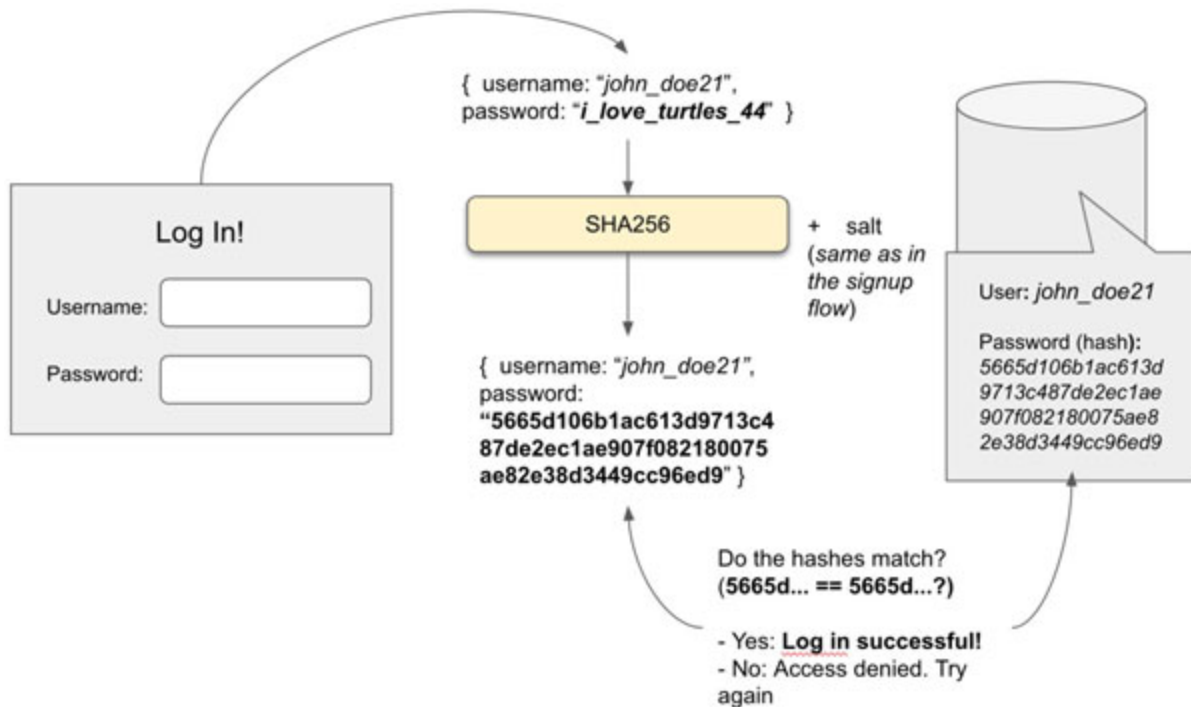 { username: “john_doe21”,
password: “i_love_turtles_44” }
Log In!
Username:
Password:
SHA256
+ salt
(same as in
the signup
flow)
{ username: “john_doe21”,
password:
“5665d106b1ac613d9713c4
87de2ec1ae907f082180075
ae82e38d3449cc96ed9” }
User: john_doe21
Password (hash):
5665d106b1ac613d
9713c487de2ec1ae
907f082180075ae8
2e38d3449cc96ed9
Do the hashes match?
(5665d... == 5665d...?)
- Yes: Log in successful!
- No: Access denied. Try
again